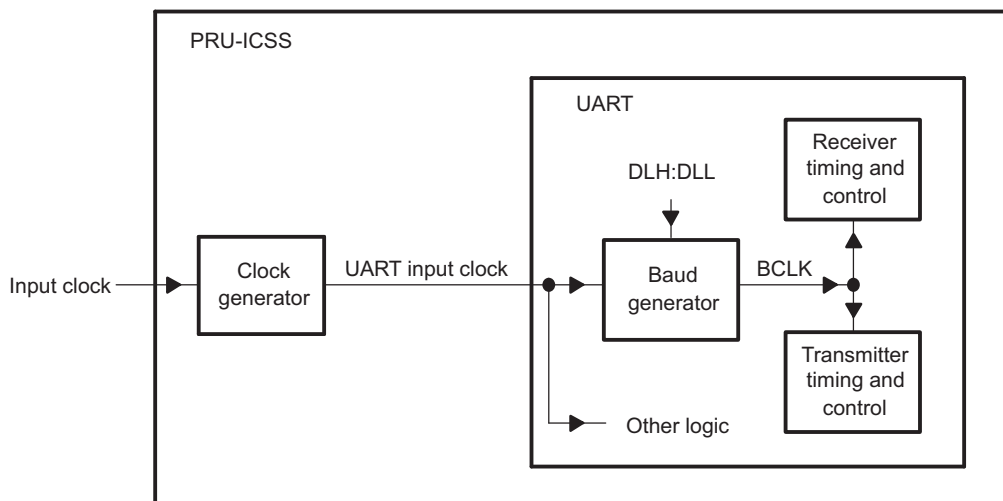 PRU-ICSS
UART
Receiver
timing and
control
DLH:DLL
Input clock
Clock
generator
UART input clock
Baud
generator
BCLK
Transmitter
timing and
control
Other logic